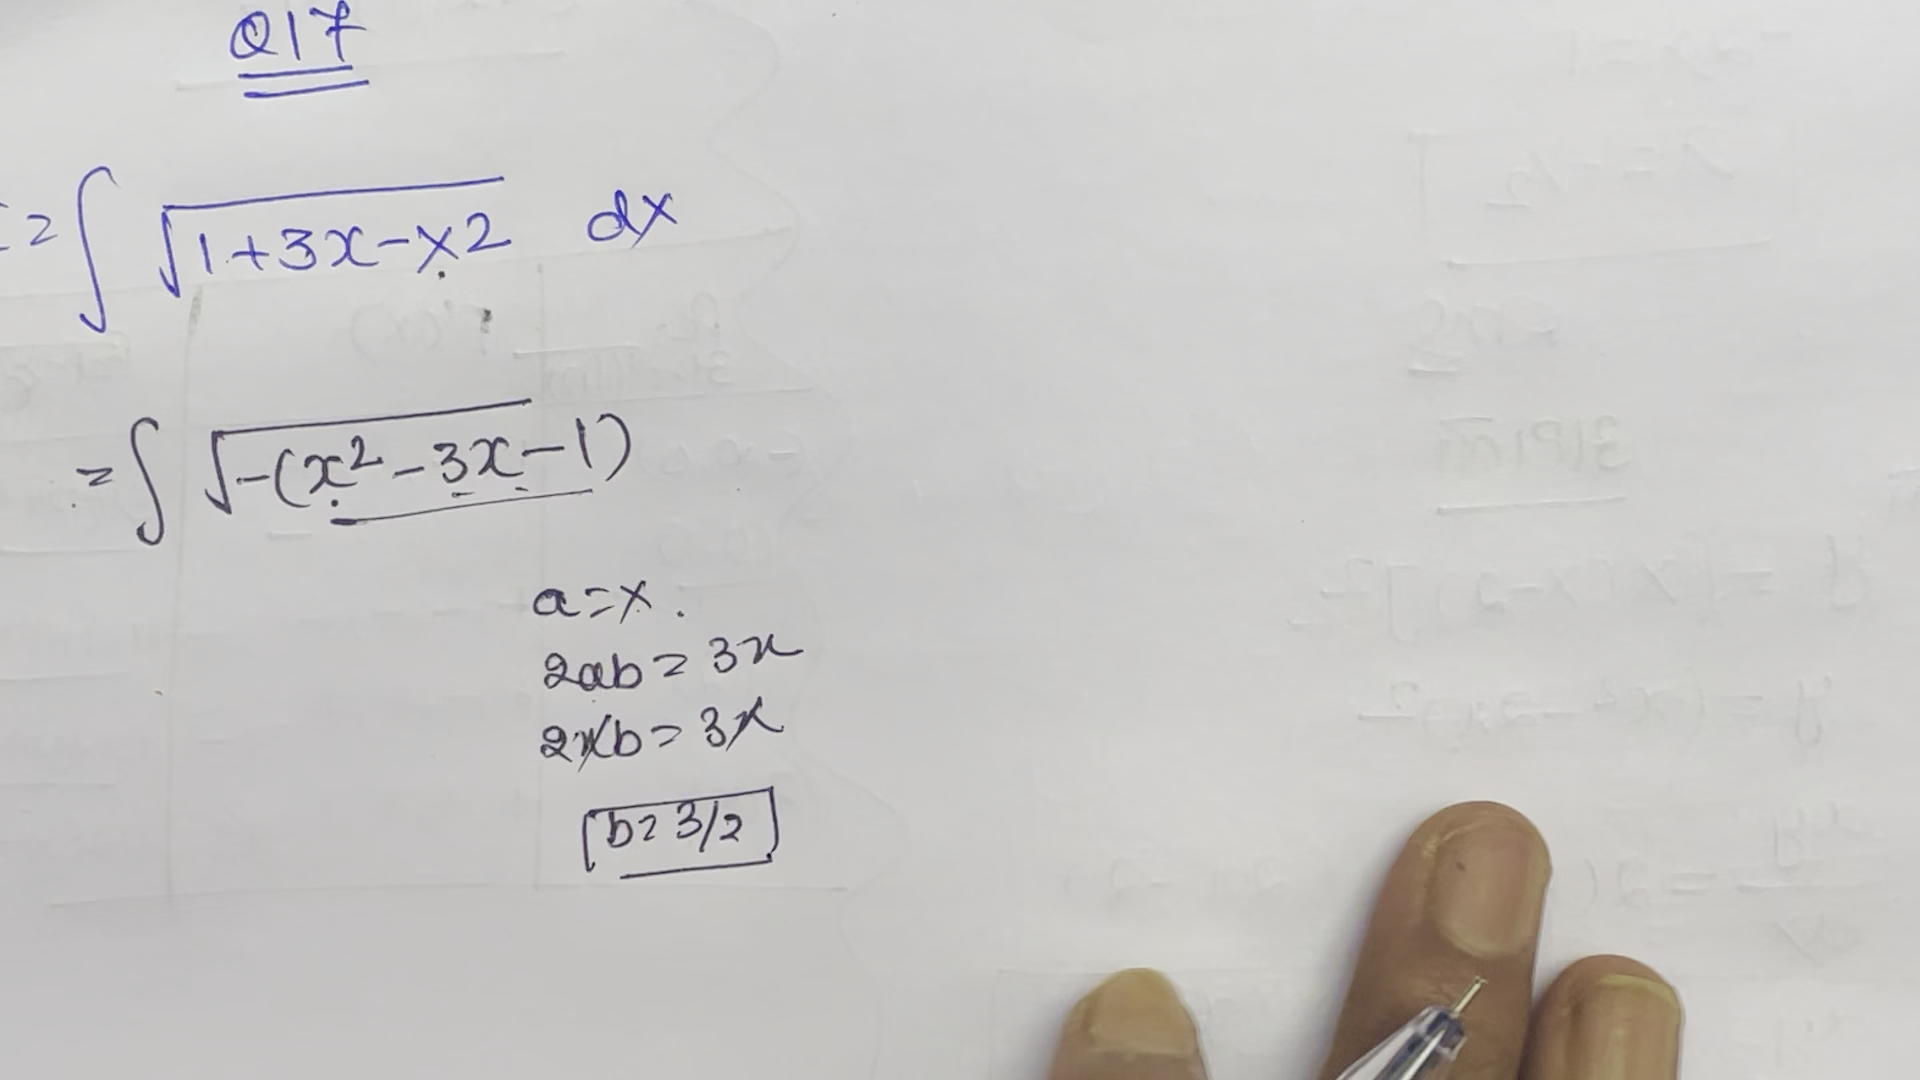 Q17
= ∫ √1+3x-x2 dx
= ∫ √-(x²-3x-1)
a=x.
2ab=3x
2xb=3x
b=3/2